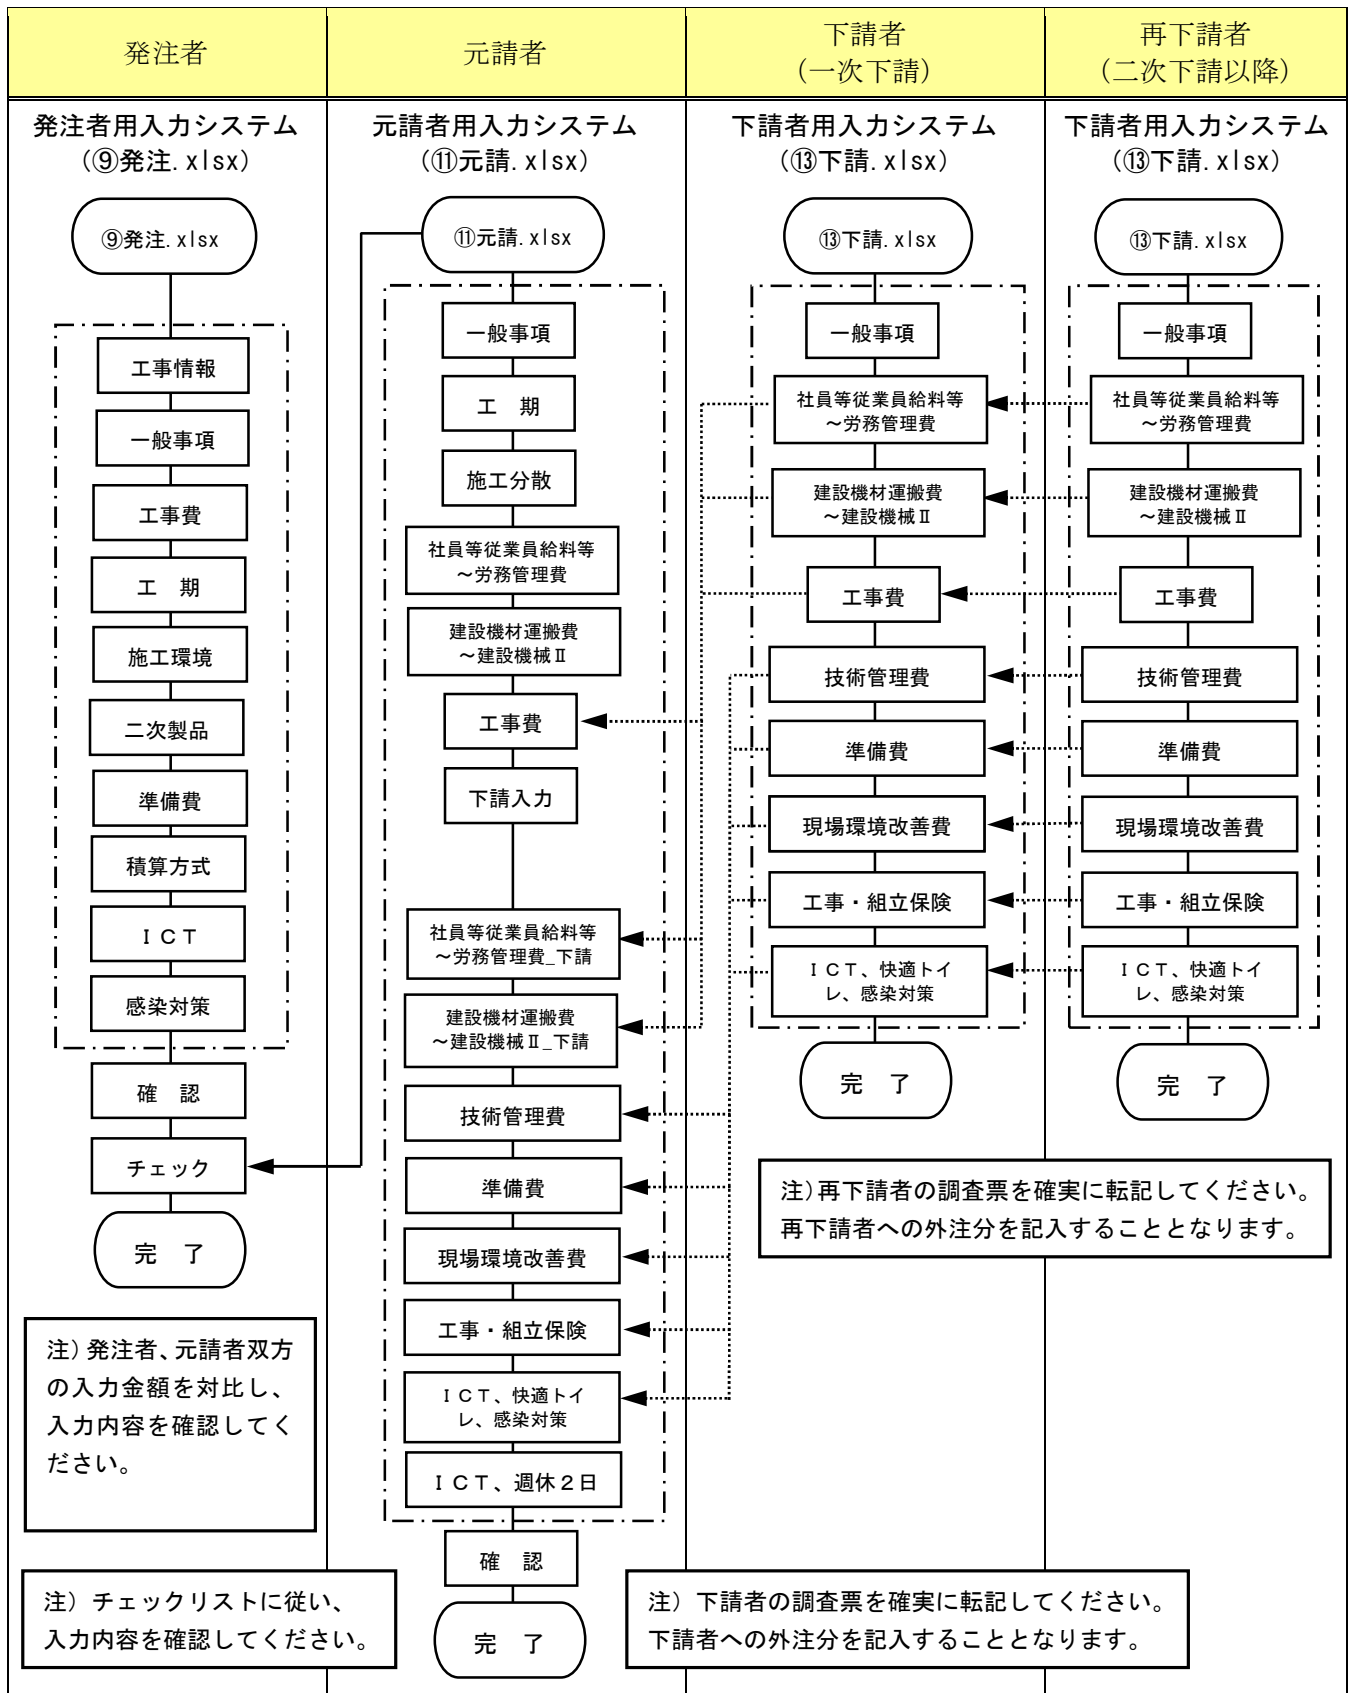 発注者
元請者
下請者
（一次下請）
再下請者
（二次下請以降）
発注者用入力システム
（⑨発注.xlsx）
⑨発注.xlsx
工事情報
一般事項
工事費
工　期
施工環境
二次製品
準備費
積算方式
ＩＣＴ
感染対策
確　認
チェック
完　了
注）発注者、元請者双方
の入力金額を対比し、
入力内容を確認してく
ださい。
元請者用入力システム
（⑪元請.xlsx）
⑪元請.xlsx
一般事項
工　期
施工分散
社員等従業員給料等
～労務管理費
建設機材運搬費
～建設機械Ⅱ
工事費
下請入力
社員等従業員給料等
～労務管理費_下請
建設機材運搬費
～建設機械Ⅱ_下請
技術管理費
準備費
現場環境改善費
工事・組立保険
ＩＣＴ、快適トイ
レ、感染対策
ＩＣＴ、週休２日
確　認
完　了
注）チェックリストに従い、
入力内容を確認してください。
下請者用入力システム
（⑬下請.xlsx）
⑬下請.xlsx
一般事項
社員等従業員給料等
～労務管理費
建設機材運搬費
～建設機械Ⅱ
工事費
技術管理費
準備費
現場環境改善費
工事・組立保険
ＩＣＴ、快適トイ
レ、感染対策
完　了
下請者用入力システム
（⑬下請.xlsx）
⑬下請.xlsx
一般事項
社員等従業員給料等
～労務管理費
建設機材運搬費
～建設機械Ⅱ
工事費
技術管理費
準備費
現場環境改善費
工事・組立保険
ＩＣＴ、快適トイ
レ、感染対策
完　了
注）再下請者の調査票を確実に転記してください。
再下請者への外注分を記入することとなります。
注）下請者の調査票を確実に転記してください。
下請者への外注分を記入することとなります。